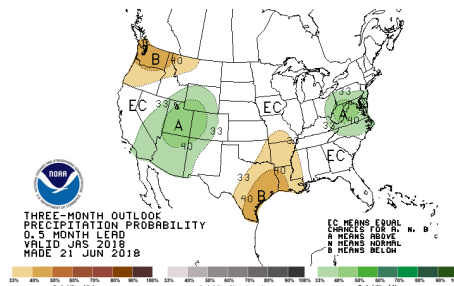 B
40
33
EC
A
33
40
EC
33
A
33
40
33
EC
33
40
B
NOAA
THREE-MONTH OUTLOOK
PRECIPITATION PROBABILITY
0.5 MONTH LEAD
VALID JAS 2018
MADE 21 JUN 2018
EC MEANS EQUAL
CHANCES FOR A, N, B
A MEANS ABOVE
N MEANS NORMAL
B MEANS BELOW
33% 40% 50% 60% 70% 80% 90% 100% 33% 40% 50% 60% 70% 80% 90% 100% 33% 40% 50% 60% 70% 80% 90%